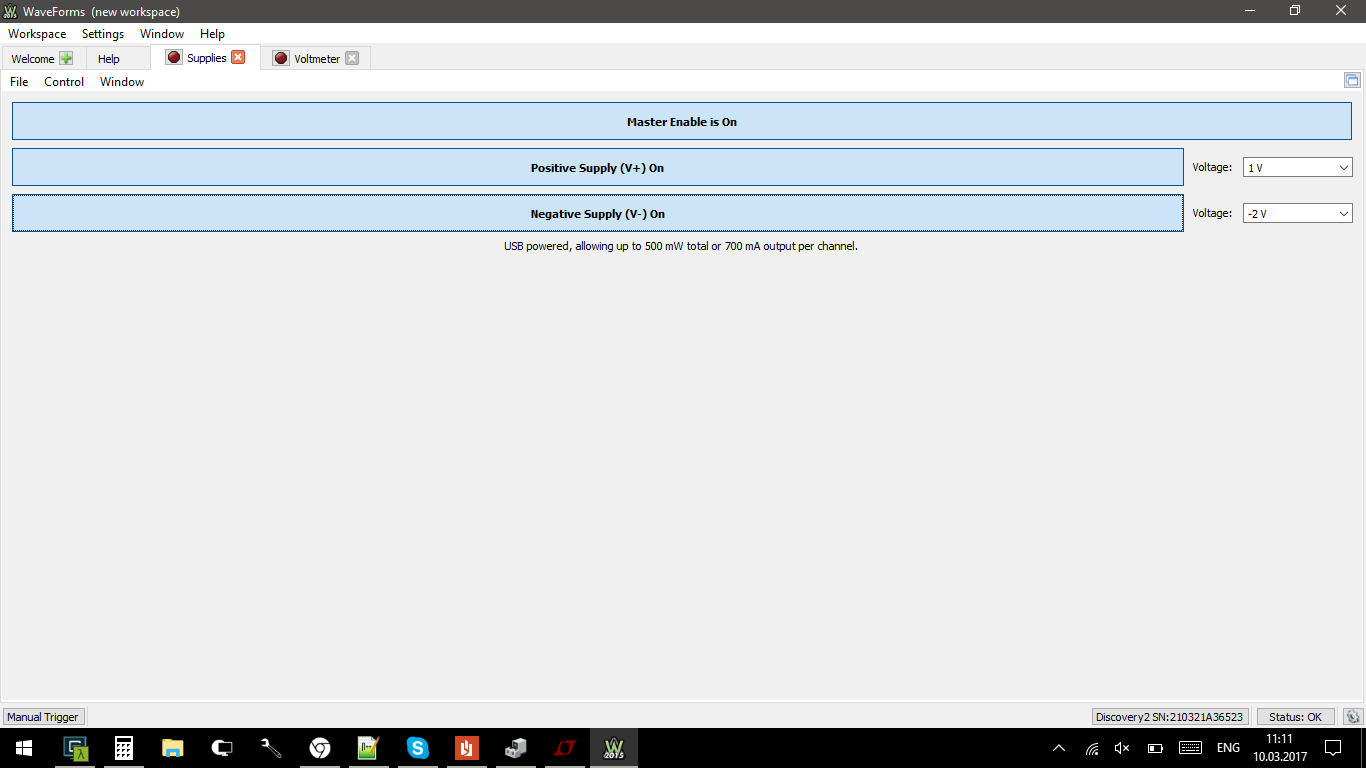 WaveForms (new workspace)
Workspace Settings Window Help
Welcome Help Supplies Voltmeter
File Control Window
Master Enable is On
Positive Supply (V+) On Voltage: 1 V
Negative Supply (V-) On Voltage: -2 V
USB powered, allowing up to 500 mW total or 700 mA output per channel.
Manual Trigger Discovery2 SN:210321A36523 Status: OK
W 2015 ENG 11:11
10.03.2017